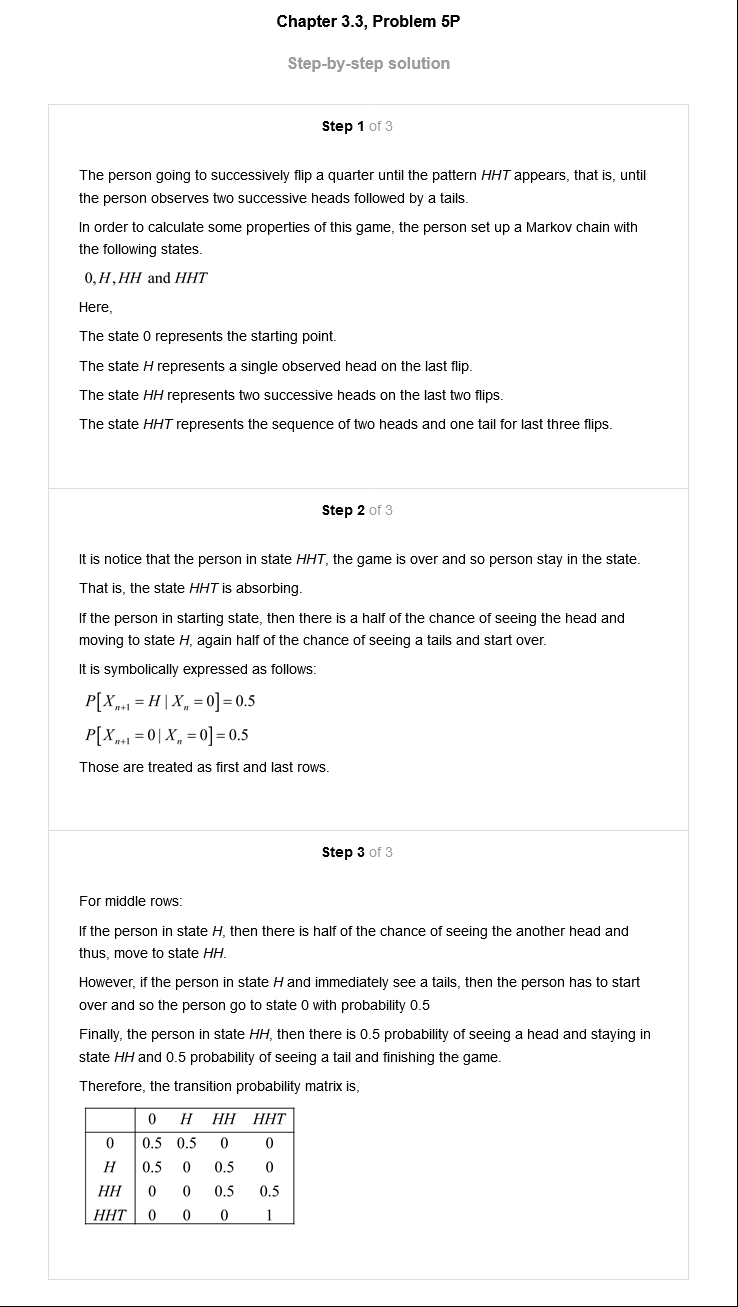 Chapter 3.3, Problem 5P
Step-by-step solution
Step 1 of 3
The person going to successively flip a quarter until the pattern HHT appears, that is, until
the person observes two successive heads followed by a tails.
In order to calculate some properties of this game, the person set up a Markov chain with
the following states.
0, H, HH and HHT
Here,
The state 0 represents the starting point.
The state H represents a single observed head on the last flip.
The state HH represents two successive heads on the last two flips.
The state HHT represents the sequence of two heads and one tail for last three flips.
Step 2 of 3
It is notice that the person in state HHT, the game is over and so person stay in the state.
That is, the state HHT is absorbing.
If the person in starting state, then there is a half of the chance of seeing the head and
moving to state H, again half of the chance of seeing a tails and start over.
It is symbolically expressed as follows:
P[Xₙ₊₁ = H | Xₙ = 0] = 0.5
P[Xₙ₊₁ = 0 | Xₙ = 0] = 0.5
Those are treated as first and last rows.
Step 3 of 3
For middle rows:
If the person in state H, then there is half of the chance of seeing the another head and
thus, move to state HH.
However, if the person in state H and immediately see a tails, then the person has to start
over and so the person go to state 0 with probability 0.5
Finally, the person in state HH, then there is 0.5 probability of seeing a head and staying in
state HH and 0.5 probability of seeing a tail and finishing the game.
Therefore, the transition probability matrix is,
0 H HH HHT
0 0.5 0.5 0 0
H 0.5 0 0.5 0
HH 0 0 0.5 0.5
HHT 0 0 0 1